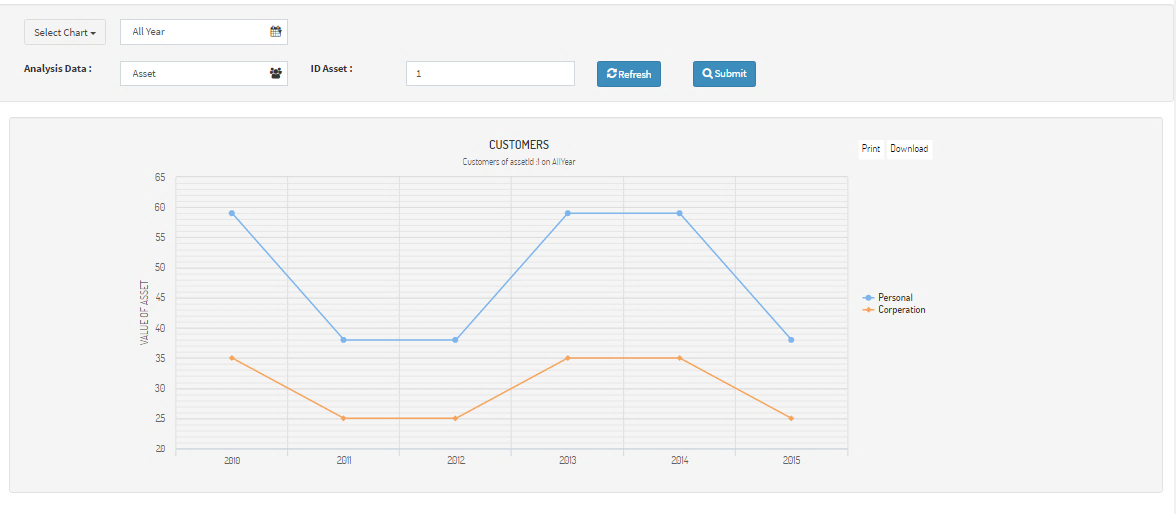 Select Chart
All Year
Analysis Data :
Asset
ID Asset :
1
Refresh
Submit
CUSTOMERS
Customers of assetId :1 on AllYear
Print
Download
65
60
55
50
45
40
35
30
25
20
VALUE OF ASSET
2010
2011
2012
2013
2014
2015
Personal
Corperation